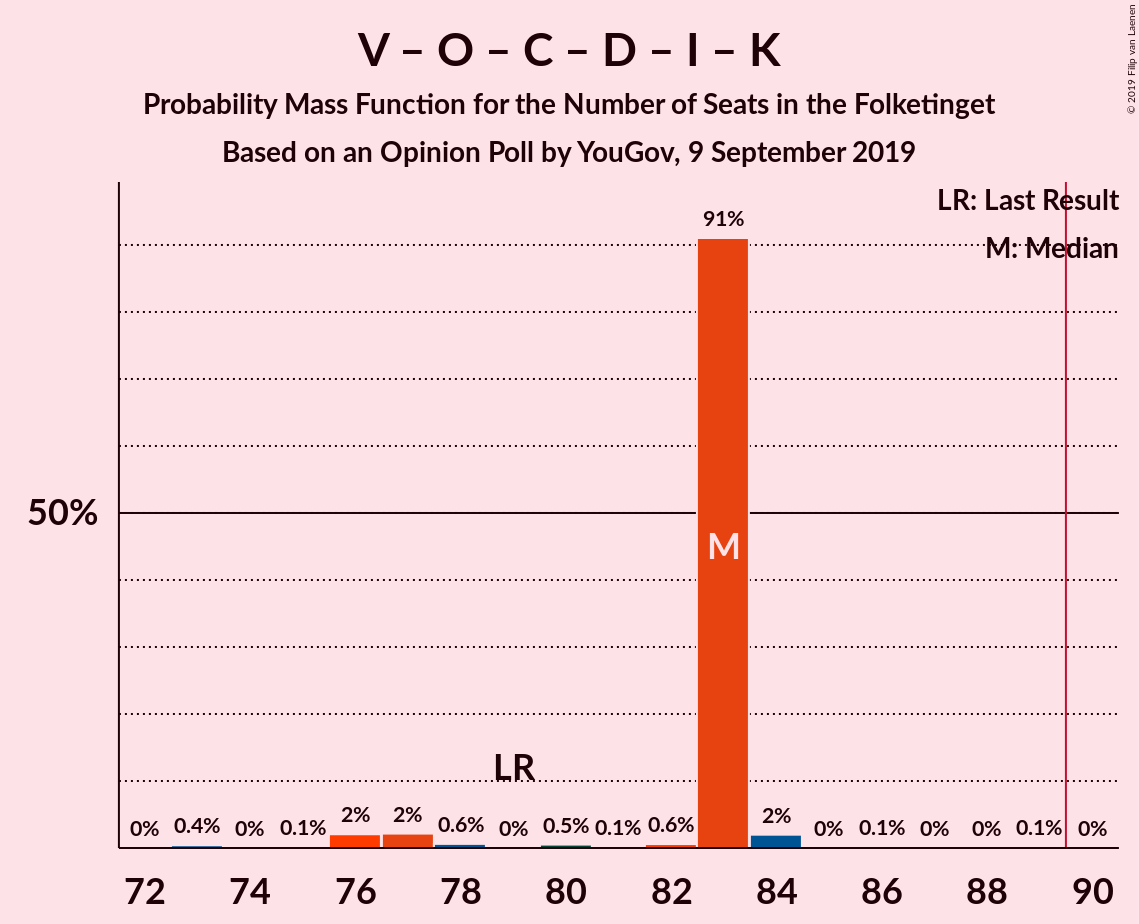 V – O – C – D – I – K
Probability Mass Function for the Number of Seats in the Folketinget
Based on an Opinion Poll by YouGov, 9 September 2019
© 2019 Filip van Laenen
LR: Last Result
M: Median
91%
50%
M
LR
0% 0.4% 0% 0.1% 2% 2% 0.6% 0% 0.5% 0.1% 0.6% 2% 0% 0.1% 0% 0% 0.1% 0%
72 74 76 78 80 82 84 86 88 90